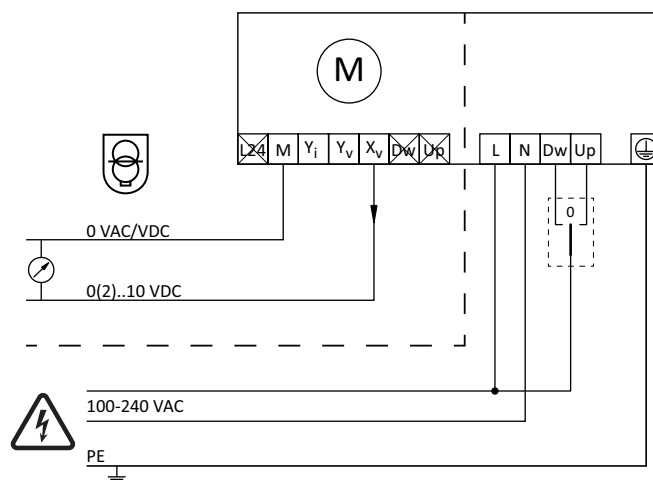 M
L24 M Yi Yv Xv Dw Up L N Dw Up
0
0 VAC/VDC
0(2)..10 VDC
100-240 VAC
PE